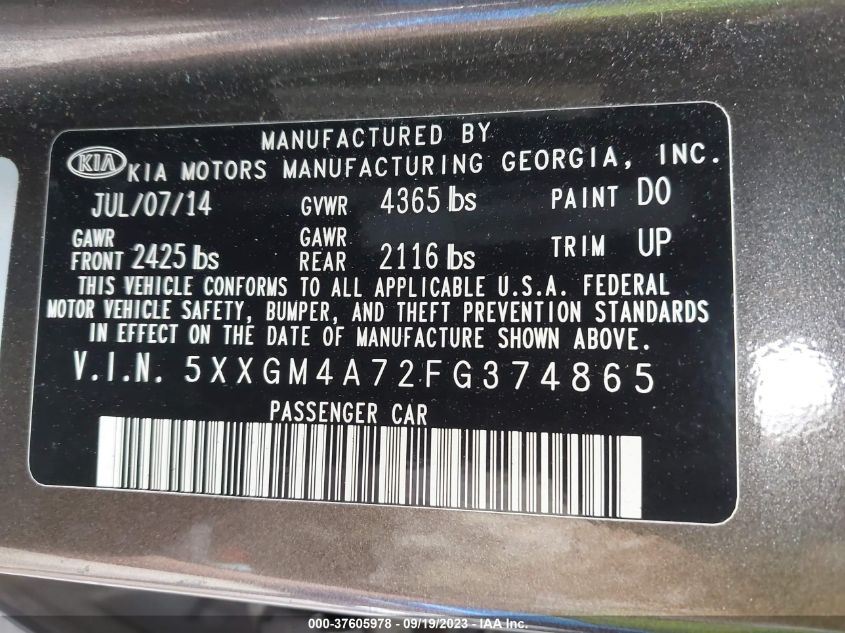 MANUFACTURED BY
KIA KIA MOTORS MANUFACTURING GEORGIA, INC.
JUL/07/14 GVWR 4365 lbs PAINT D0
GAWR FRONT 2425 lbs GAWR REAR 2116 lbs TRIM UP
THIS VEHICLE CONFORMS TO ALL APPLICABLE U.S.A. FEDERAL
MOTOR VEHICLE SAFETY, BUMPER, AND THEFT PREVENTION STANDARDS
IN EFFECT ON THE DATE OF MANUFACTURE SHOWN ABOVE.
V.I.N. 5XXGM4A72FG374865
PASSENGER CAR
000-37605978 - 09/19/2023 - IAA Inc.